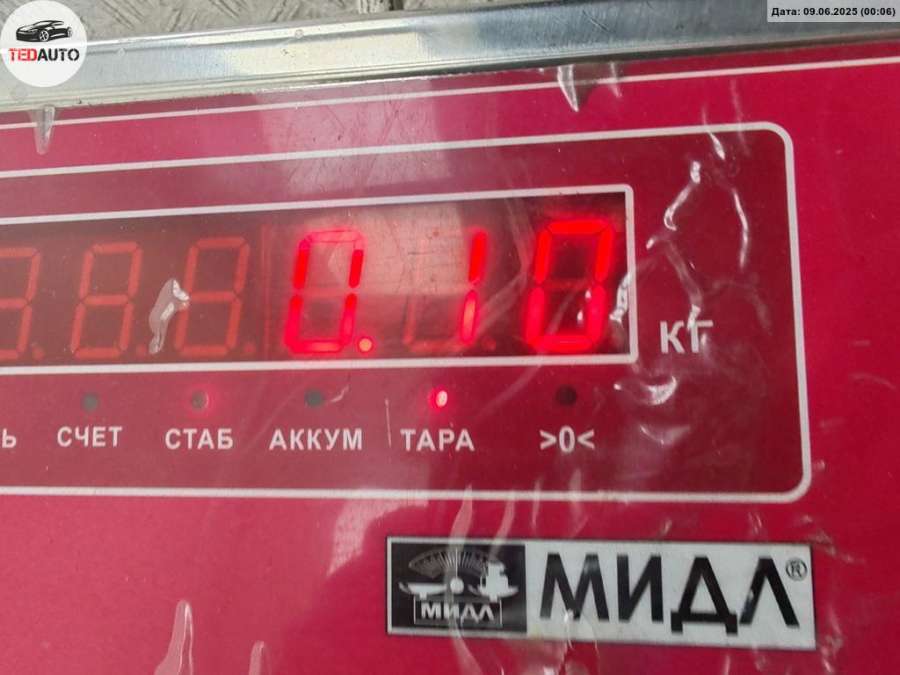 Дата: 09.06.2025 (00:06)
TEDAUTO
0.10
КГ
Ь СЧЕТ СТАБ АККУМ ТАРА >0<
МИДЛ МИДЛ®